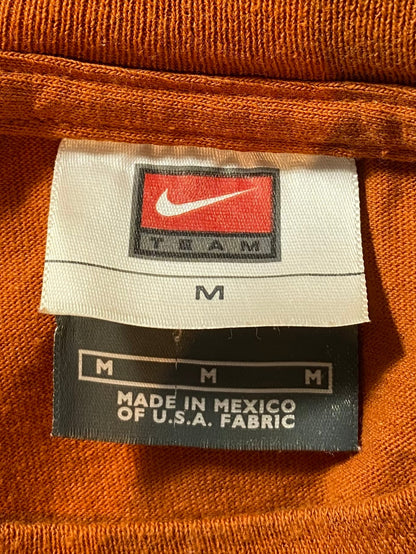 TEAM
M
M M M
MADE IN MEXICO
OF U.S.A. FABRIC